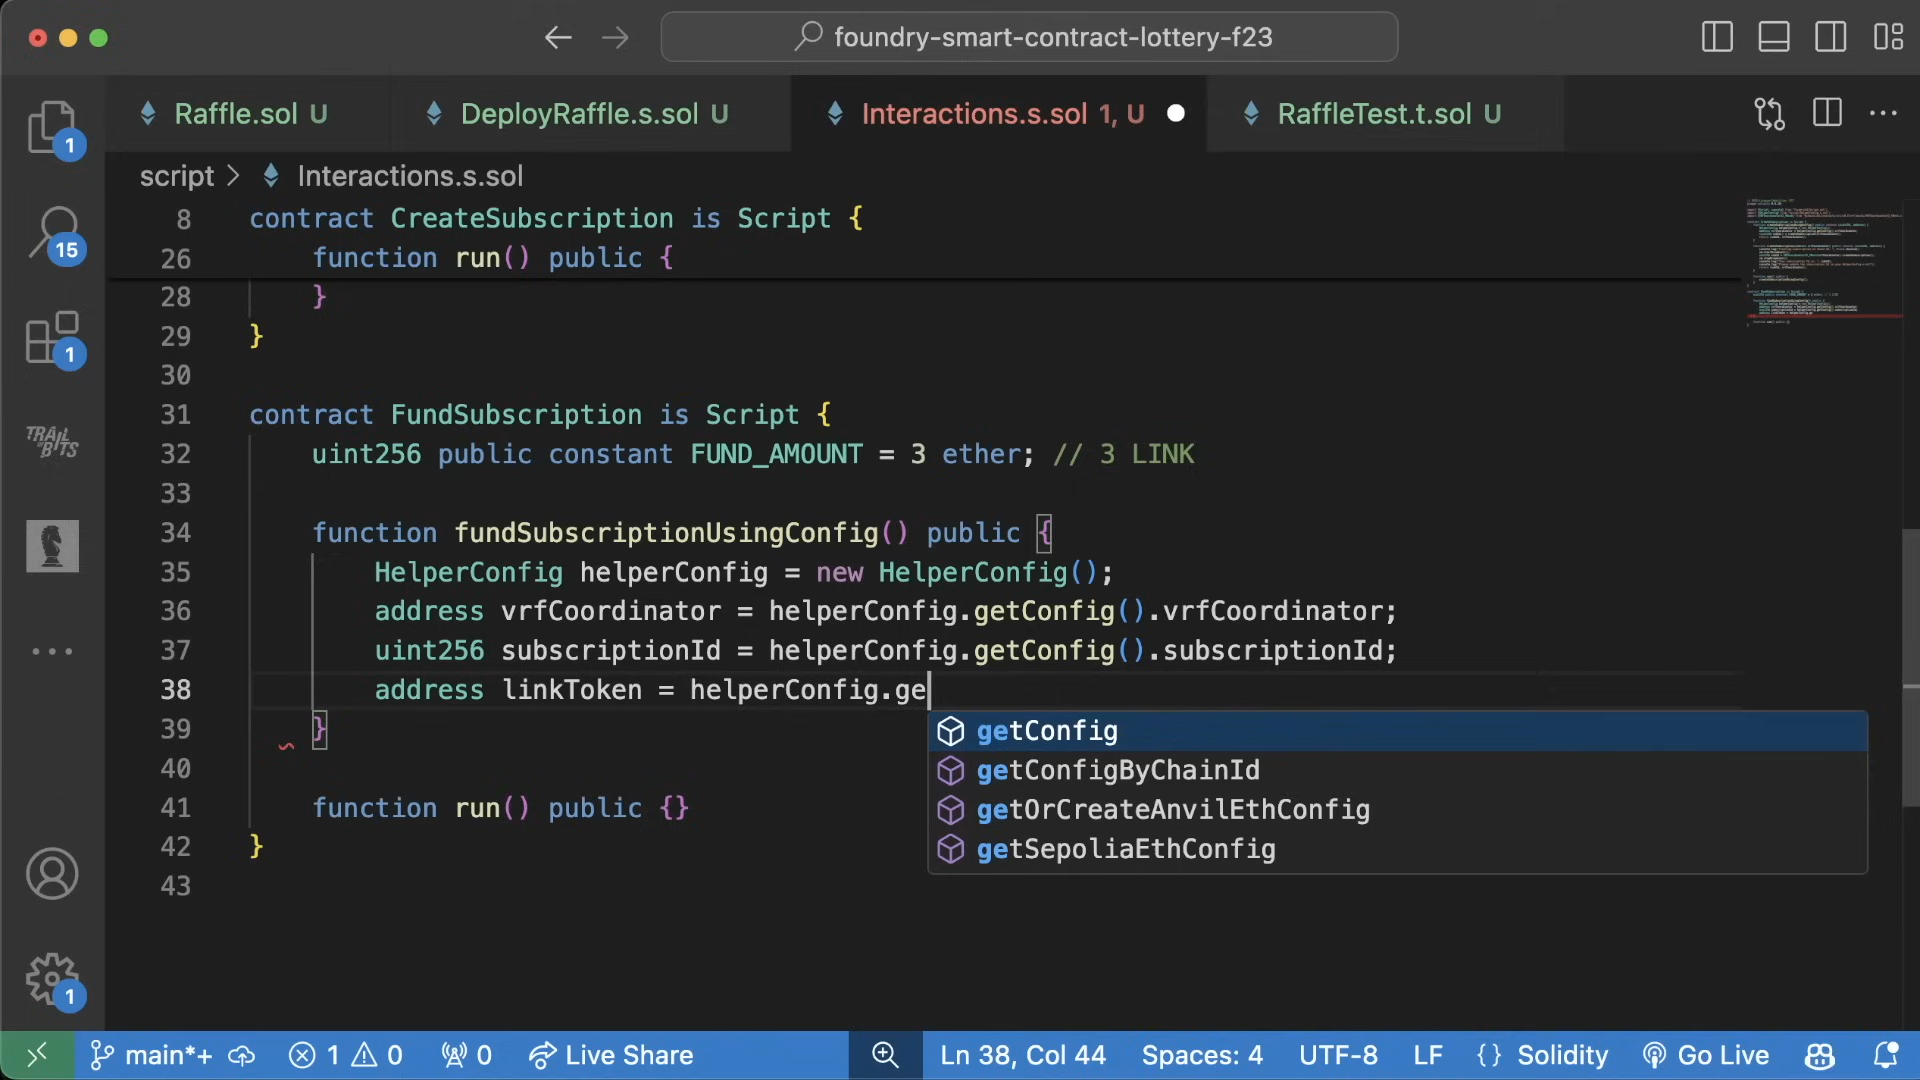 foundry-smart-contract-lottery-f23
Raffle.sol U
DeployRaffle.s.sol U
Interactions.s.sol 1, U
RaffleTest.t.sol U
script > Interactions.s.sol
8 contract CreateSubscription is Script {
26 function run() public {
28 }
29 }
30
31 contract FundSubscription is Script {
32 uint256 public constant FUND_AMOUNT = 3 ether; // 3 LINK
33
34 function fundSubscriptionUsingConfig() public {
35 HelperConfig helperConfig = new HelperConfig();
36 address vrfCoordinator = helperConfig.getConfig().vrfCoordinator;
37 uint256 subscriptionId = helperConfig.getConfig().subscriptionId;
38 address linkToken = helperConfig.ge
39 }
40
41 function run() public {}
42 }
43
getConfig
getConfigByChainId
getOrCreateAnvilEthConfig
getSepoliaEthConfig
1
15
1
TRAIL OF BITS
1
main*+ 1 0 0 Live Share Ln 38, Col 44 Spaces: 4 UTF-8 LF {} Solidity Go Live